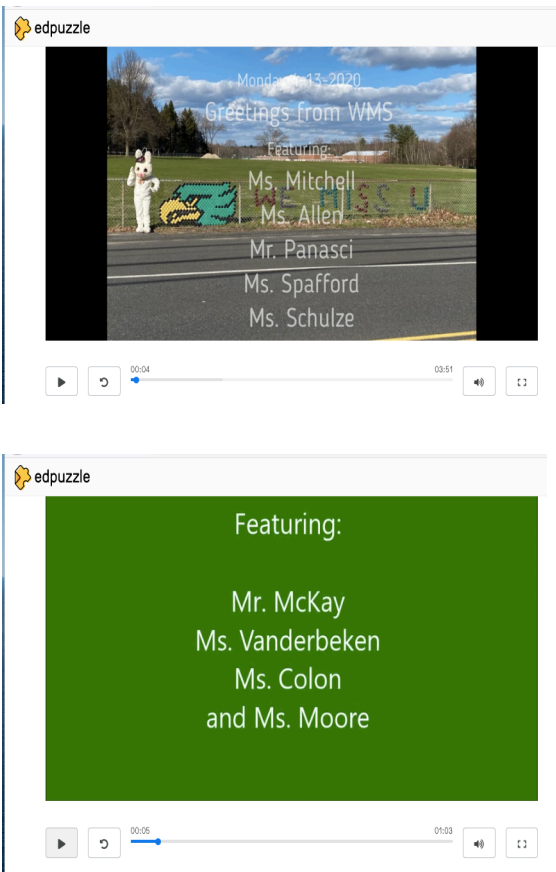 edpuzzle
Monday 4-13-2020
Greetings from WMS
Featuring:
Ms. Mitchell
WE MISS U
Ms. Allen
Mr. Panasci
Ms. Spafford
Ms. Schulze
00:04
03:51
edpuzzle
Featuring:
Mr. McKay
Ms. Vanderbeken
Ms. Colon
and Ms. Moore
00:05
01:03